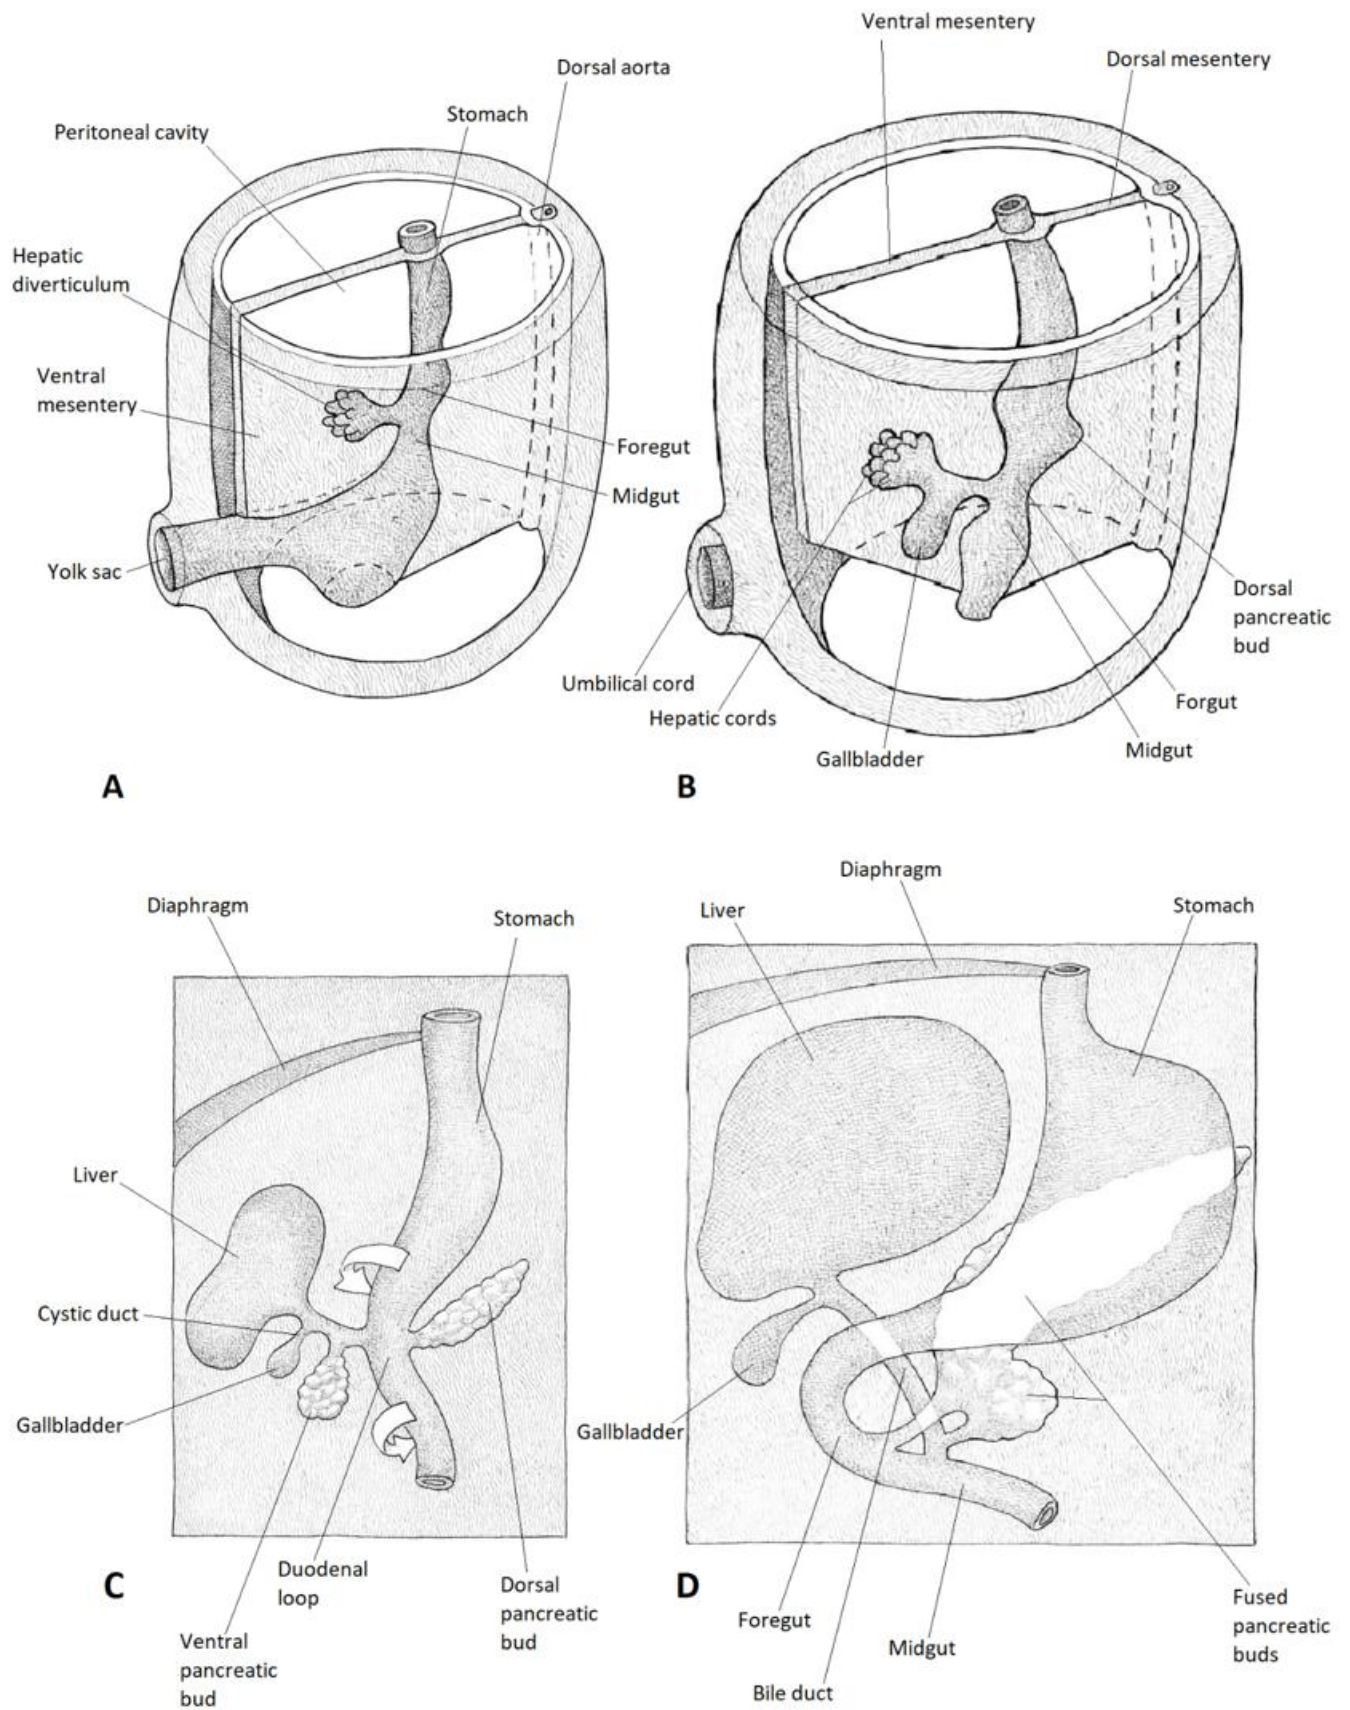 Ventral mesentery
Dorsal mesentery
Dorsal aorta
Stomach
Peritoneal cavity
Hepatic
diverticulum
Ventral
mesentery
Foregut
Midgut
Yolk sac
Dorsal
pancreatic
bud
Umbilical cord
Hepatic cords
Forgut
Midgut
Gallbladder
A
B
Diaphragm
Stomach
Liver
Cystic duct
Gallbladder
Duodenal
loop
Dorsal
pancreatic
bud
Ventral
pancreatic
bud
C
Diaphragm
Liver
Stomach
Gallbladder
Foregut
Midgut
Bile duct
Fused
pancreatic
buds
D